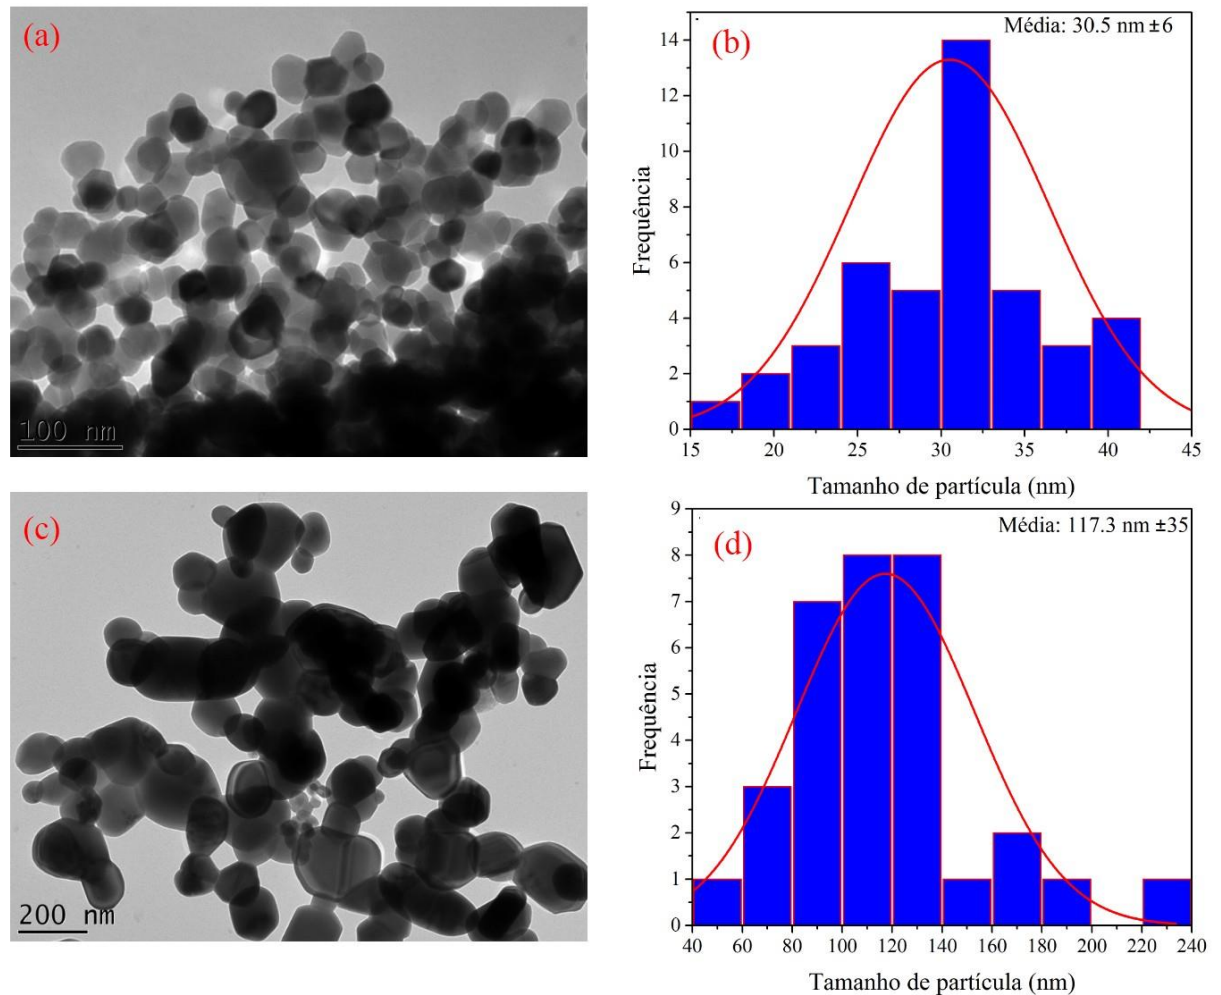 (a)
100 nm
(b)
Média: 30.5 nm ±6
14
12
10
8
6
4
2
0
Frequência
15 20 25 30 35 40 45
Tamanho de partícula (nm)
(c)
200 nm
(d)
Média: 117.3 nm ±35
9
8
7
6
5
4
3
2
1
0
Frequência
40 60 80 100 120 140 160 180 200 220 240
Tamanho de partícula (nm)